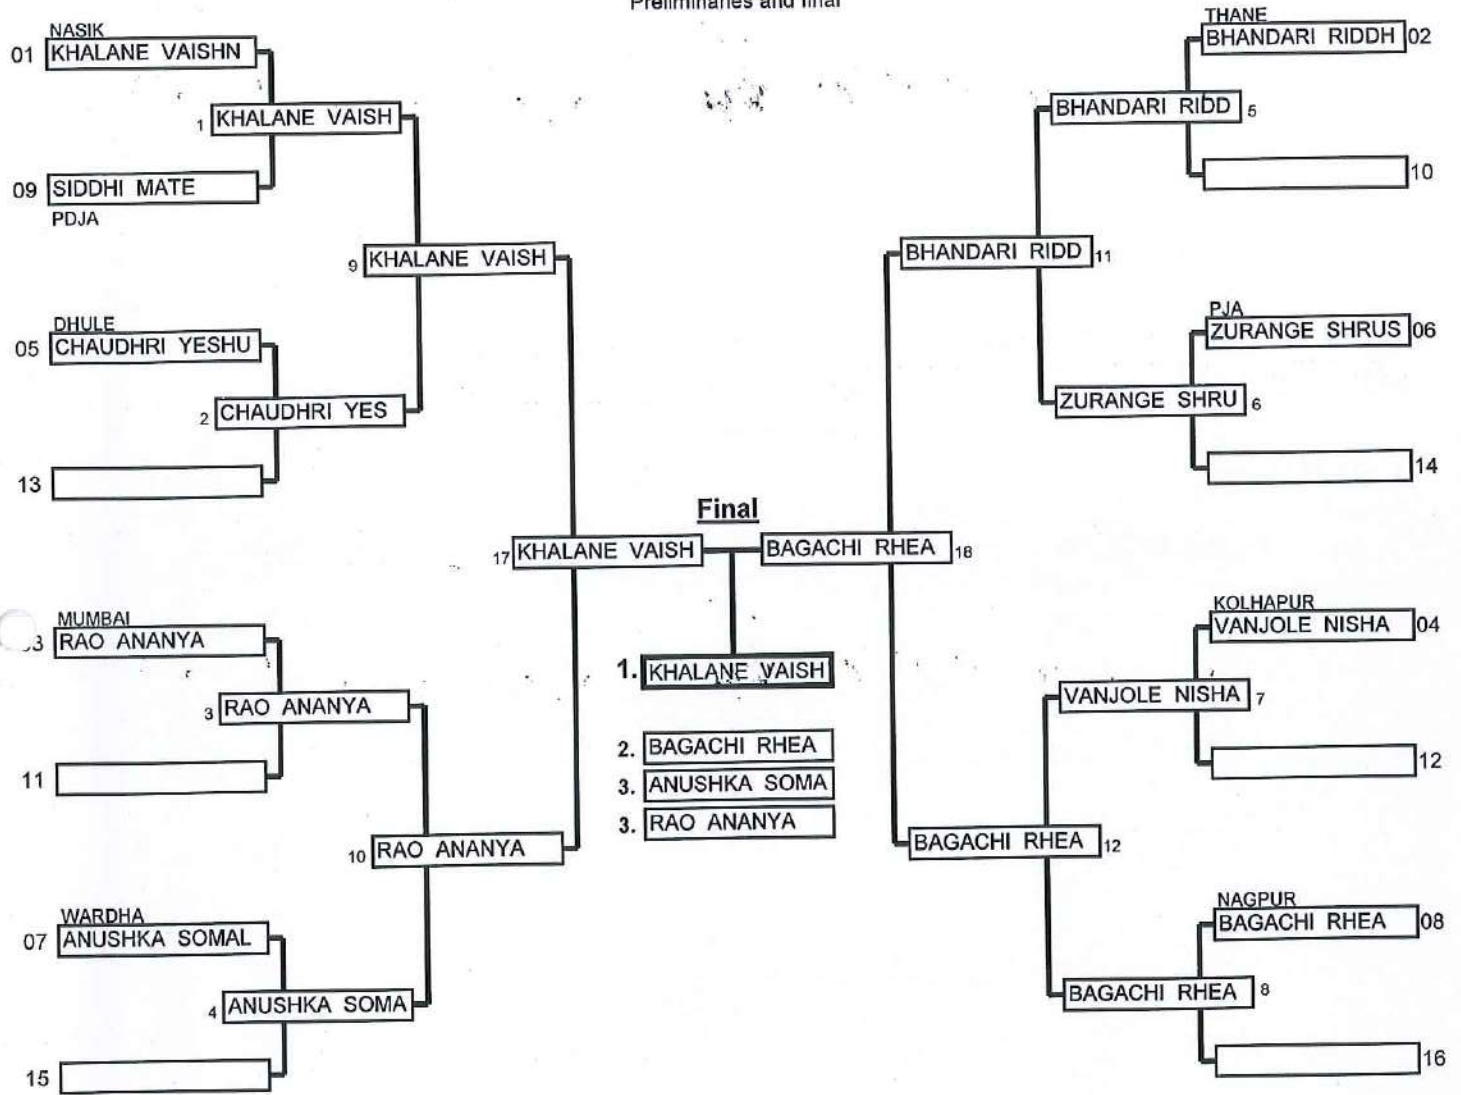 Preliminaries and final
NASIK
01 KHALANE VAISHN
1 KHALANE VAISH
09 SIDDHI MATE
PDJA
9 KHALANE VAISH
DHULE
05 CHAUDHRI YESHU
2 CHAUDHRI YES
13
17 KHALANE VAISH
MUMBAI
3 RAO ANANYA
3 RAO ANANYA
11
10 RAO ANANYA
WARDHA
07 ANUSHKA SOMAL
4 ANUSHKA SOMA
15
Final
1. KHALANE VAISH
2. BAGACHI RHEA
3. ANUSHKA SOMA
3. RAO ANANYA
THANE
BHANDARI RIDDH 02
BHANDARI RIDD 5
10
BHANDARI RIDD 11
PJA
ZURANGE SHRUS 06
ZURANGE SHRU 6
14
BAGACHI RHEA 18
KOLHAPUR
VANJOLE NISHA 04
VANJOLE NISHA 7
12
BAGACHI RHEA 12
NAGPUR
BAGACHI RHEA 08
BAGACHI RHEA 8
16